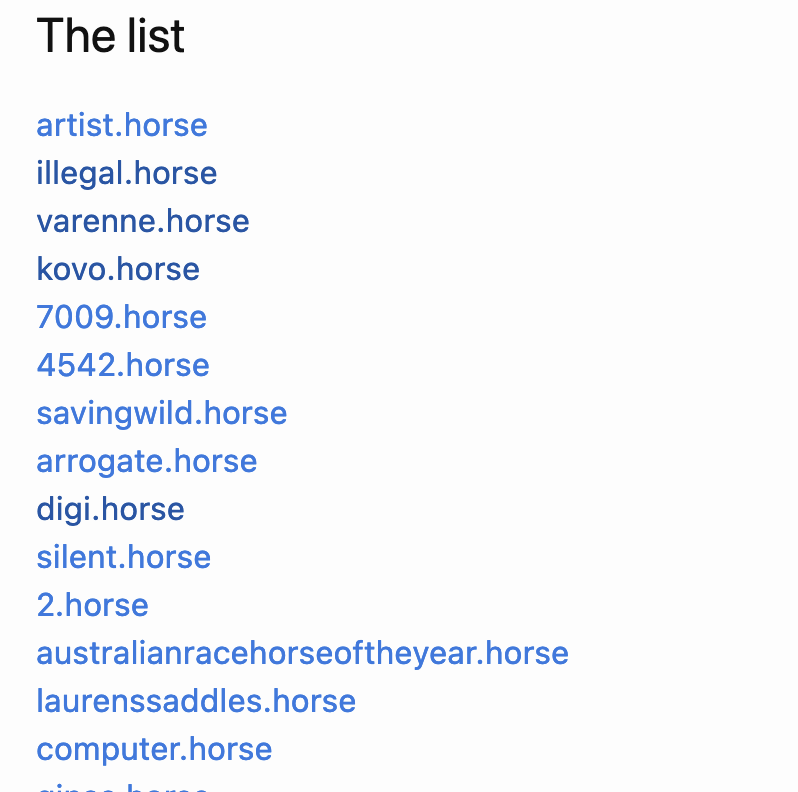 The list
artist.horse
illegal.horse
varenne.horse
kovo.horse
7009.horse
4542.horse
savingwild.horse
arrogate.horse
digi.horse
silent.horse
2.horse
australianracehorseoftheyear.horse
laurenssaddles.horse
computer.horse